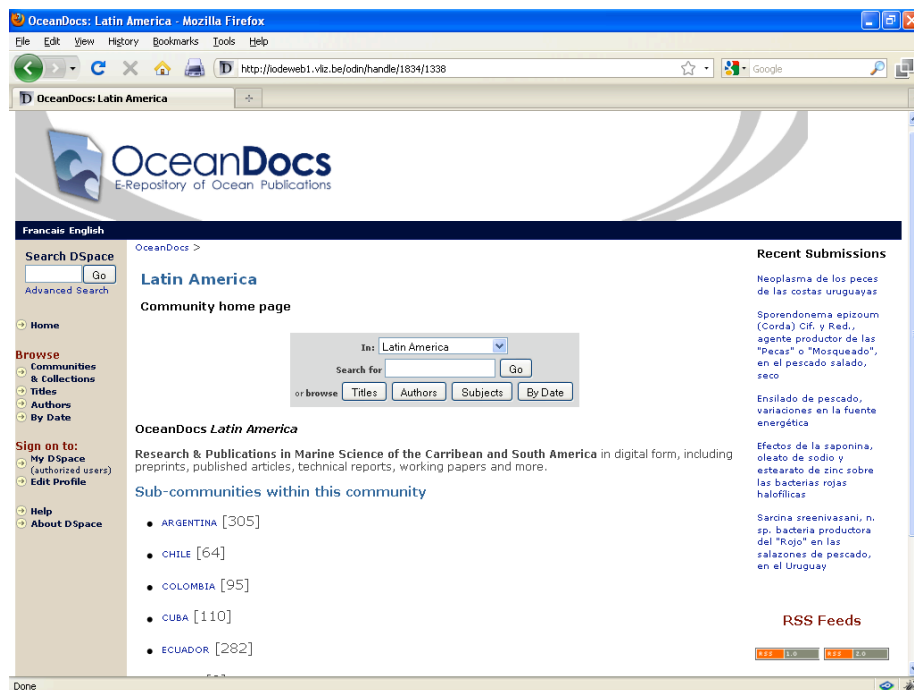 OceanDocs: Latin America - Mozilla Firefox
File Edit View History Bookmarks Tools Help
http://iodeweb1.vliz.be/odin/handle/1834/1338
Google
OceanDocs: Latin America
OceanDocs
E-Repository of Ocean Publications
Francais English
Search DSpace
Go
Advanced Search
Home
Browse
Communities
& Collections
Titles
Authors
By Date
Sign on to:
My DSpace
(authorized users)
Edit Profile
Help
About DSpace
OceanDocs >
Latin America
Community home page
In: Latin America
Search for Go
or browse Titles Authors Subjects By Date
OceanDocs Latin America
Research & Publications in Marine Science of the Carribean and South America in digital form, including
preprints, published articles, technical reports, working papers and more.
Sub-communities within this community
ARGENTINA [305]
CHILE [64]
COLOMBIA [95]
CUBA [110]
ECUADOR [282]
Recent Submissions
Neoplasma de los peces
de las costas uruguayas
Sporendonema epizoum
(Corda) Cif. y Red.,
agente productor de las
"Pecas" o "Mosqueado",
en el pescado salado,
seco
Ensilado de pescado,
variaciones en la fuente
energética
Efectos de la saponina,
oleato de sodio y
estearato de zinc sobre
las bacterias rojas
halofílicas
Sarcina sreenivasani, n.
sp. bacteria productora
del "Rojo" en las
salazones de pescado,
en el Uruguay
RSS Feeds
RSS 1.0 RSS 2.0
Done